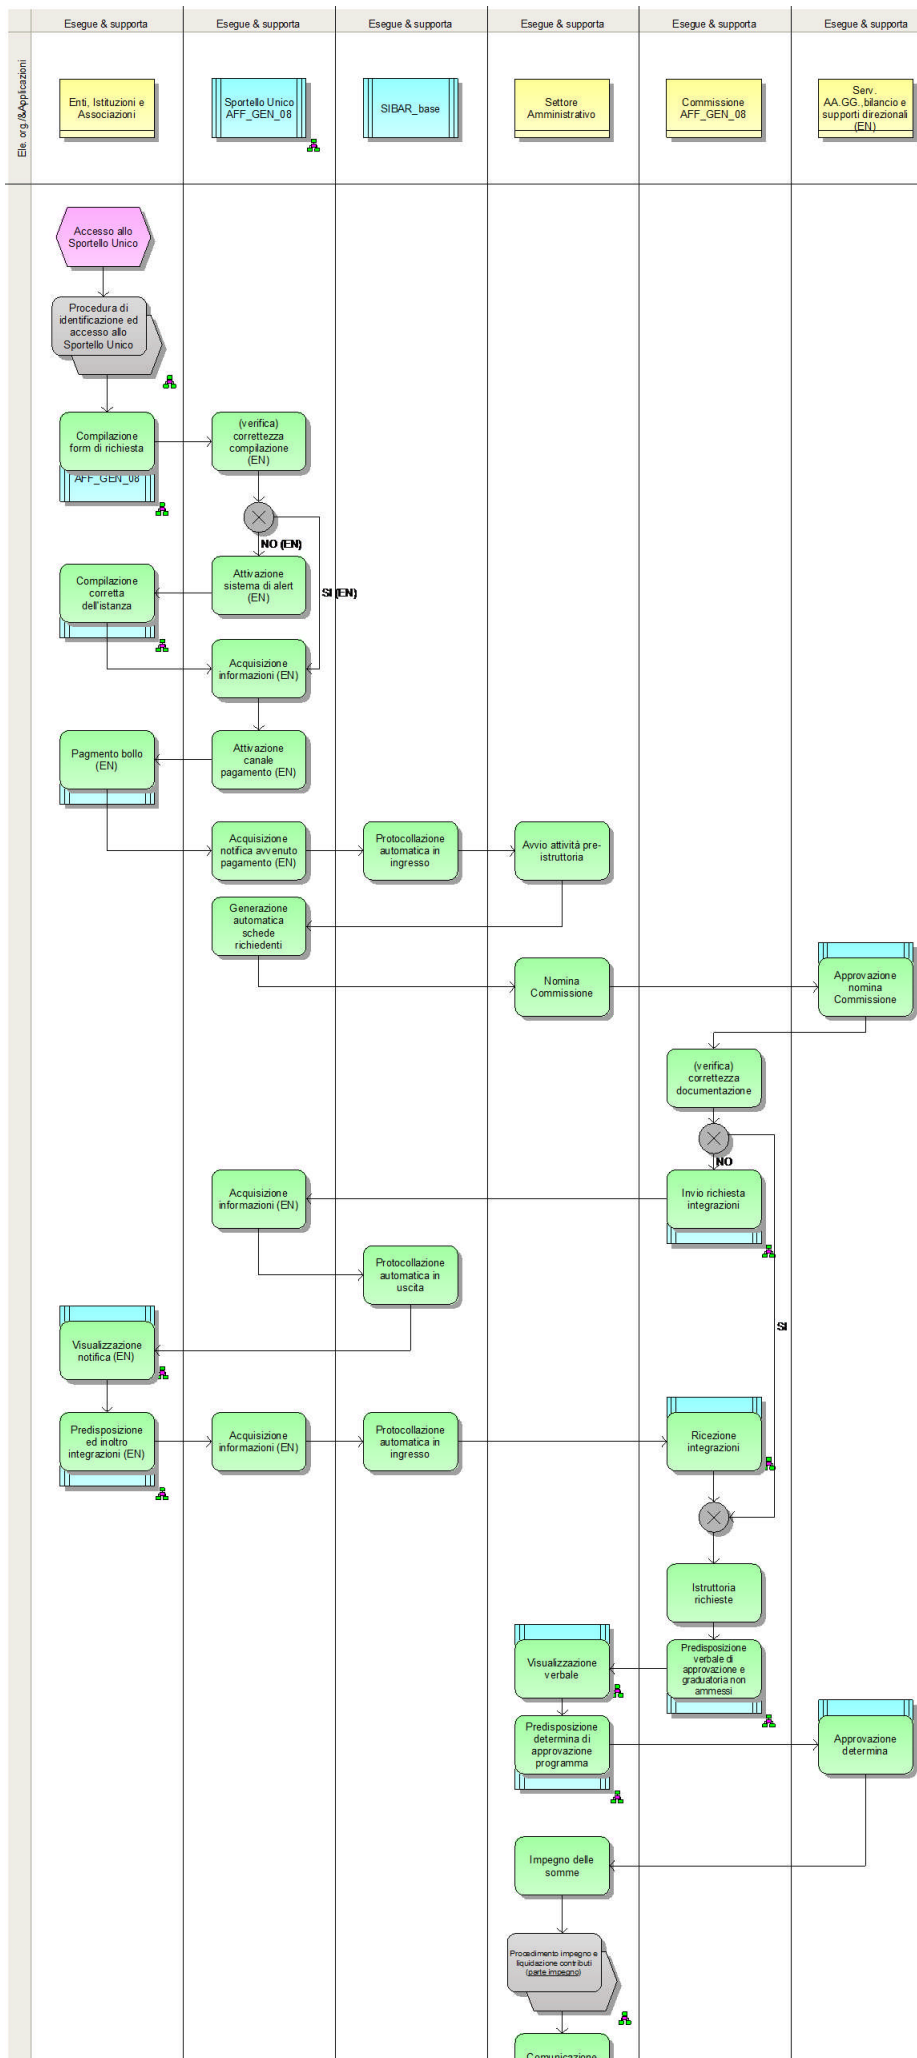 Esegue & supporta
Esegue & supporta
Esegue & supporta
Esegue & supporta
Esegue & supporta
Esegue & supporta
Ele. org./&Applicazioni
Enti, Istituzioni e
Associazioni
Sportello Unico
AFF_GEN_08
SIBAR_base
Settore
Amministrativo
Commissione
AFF_GEN_08
Serv.
AA.GG.,bilancio e
supporti direzionali
(EN)
Accesso allo
Sportello Unico
Procedura di
identificazione ed
accesso allo
Sportello Unico
Compilazione
form di richiesta
AFF_GEN_08
(verifica)
correttezza
compilazione
(EN)
NO (EN)
SI (EN)
Attivazione
sistema di alert
(EN)
Compilazione
corretta
dell'istanza
Acquisizione
informazioni (EN)
Attivazione
canale
pagamento (EN)
Pagmento bollo
(EN)
Acquisizione
notifica avvenuto
pagamento (EN)
Protocollazione
automatica in
ingresso
Avvio attività pre-
istruttoria
Generazione
automatica
schede
richiedenti
Nomina
Commissione
Approvazione
nomina
Commissione
(verifica)
correttezza
documentazione
NO
SI
Invio richiesta
integrazioni
Acquisizione
informazioni (EN)
Protocollazione
automatica in
uscita
Visualizzazione
notifica (EN)
Predisposizione
ed inoltro
integrazioni (EN)
Acquisizione
informazioni (EN)
Protocollazione
automatica in
ingresso
Ricezione
integrazioni
Istruttoria
richieste
Predisposizione
verbale di
approvazione e
graduatoria non
ammessi
Visualizzazione
verbale
Predisposizione
determina di
approvazione
programma
Approvazione
determina
Impegno delle
somme
Procedimento impegno e
liquidazione contributi
(parte impegno)
Comunicazione